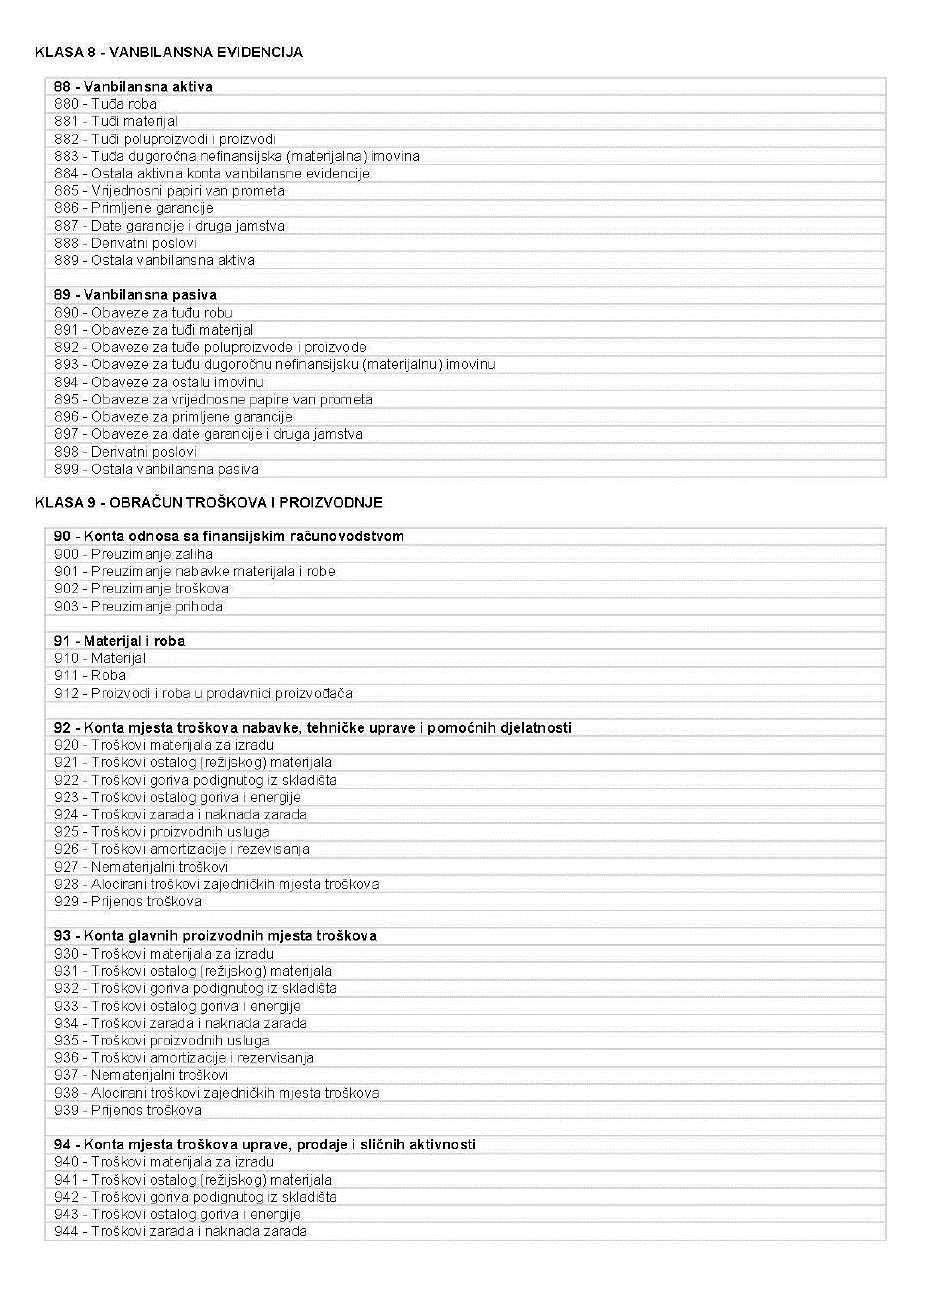 KLASA 8 - VANBILANSNA EVIDENCIJA
88 - Vanbilansna aktiva
880 - Tuđa roba
881 - Tuđi materijal
882 - Tuđi poluproizvodi i proizvodi
883 - Tuđa dugoročna nefinansijska (materijalna) imovina
884 - Ostala aktivna konta vanbilansne evidencije
885 - Vrijednosni papiri van prometa
886 - Primljene garancije
887 - Date garancije i druga jamstva
888 - Derivatni poslovi
889 - Ostala vanbilansna aktiva
89 - Vanbilansna pasiva
890 - Obaveze za tuđu robu
891 - Obaveze za tuđi materijal
892 - Obaveze za tuđe poluproizvode i proizvode
893 - Obaveze za tuđu dugoročnu nefinansijsku (materijalnu) imovinu
894 - Obaveze za ostalu imovinu
895 - Obaveze za vrijednosne papire van prometa
896 - Obaveze za primljene garancije
897 - Obaveze za date garancije i druga jamstva
898 - Derivatni poslovi
899 - Ostala vanbilansna pasiva
KLASA 9 - OBRAČUN TROŠKOVA I PROIZVODNJE
90 - Konta odnosa sa finansijskim računovodstvom
900 - Preuzimanje zaliha
901 - Preuzimanje nabavke materijala i robe
902 - Preuzimanje troškova
903 - Preuzimanje prihoda
91 - Materijal i roba
910 - Materijal
911 - Roba
912 - Proizvodi i roba u prodavnici proizvođača
92 - Konta mjesta troškova nabavke, tehničke uprave i pomoćnih djelatnosti
920 - Troškovi materijala za izradu
921 - Troškovi ostalog (režijskog) materijala
922 - Troškovi goriva podignutog iz skladišta
923 - Troškovi ostalog goriva i energije
924 - Troškovi zarada i naknada zarada
925 - Troškovi proizvodnih usluga
926 - Troškovi amortizacije i rezevisanja
927 - Nematerijalni troškovi
928 - Alocirani troškovi zajedničkih mjesta troškova
929 - Prijenos troškova
93 - Konta glavnih proizvodnih mjesta troškova
930 - Troškovi materijala za izradu
931 - Troškovi ostalog (režijskog) materijala
932 - Troškovi goriva podignutog iz skladišta
933 - Troškovi ostalog goriva i energije
934 - Troškovi zarada i naknada zarada
935 - Troškovi proizvodnih usluga
936 - Troškovi amortizacije i rezervisanja
937 - Nematerijalni troškovi
938 - Alocirani troškovi zajedničkih mjesta troškova
939 - Prijenos troškova
94 - Konta mjesta troškova uprave, prodaje i sličnih aktivnosti
940 - Troškovi materijala za izradu
941 - Troškovi ostalog (režijskog) materijala
942 - Troškovi goriva podignutog iz skladišta
943 - Troškovi ostalog goriva i energije
944 - Troškovi zarada i naknada zarada